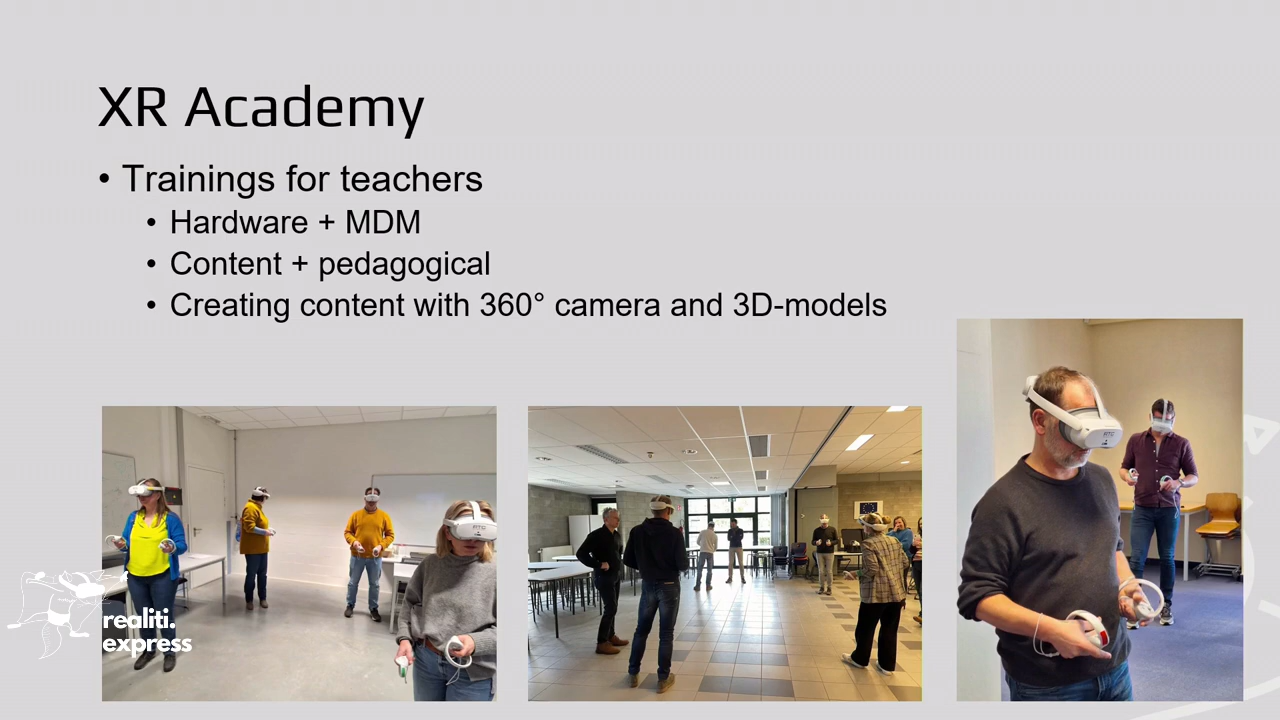 XR Academy
• Trainings for teachers
• Hardware + MDM
• Content + pedagogical
• Creating content with 360° camera and 3D-models
realiti.
express